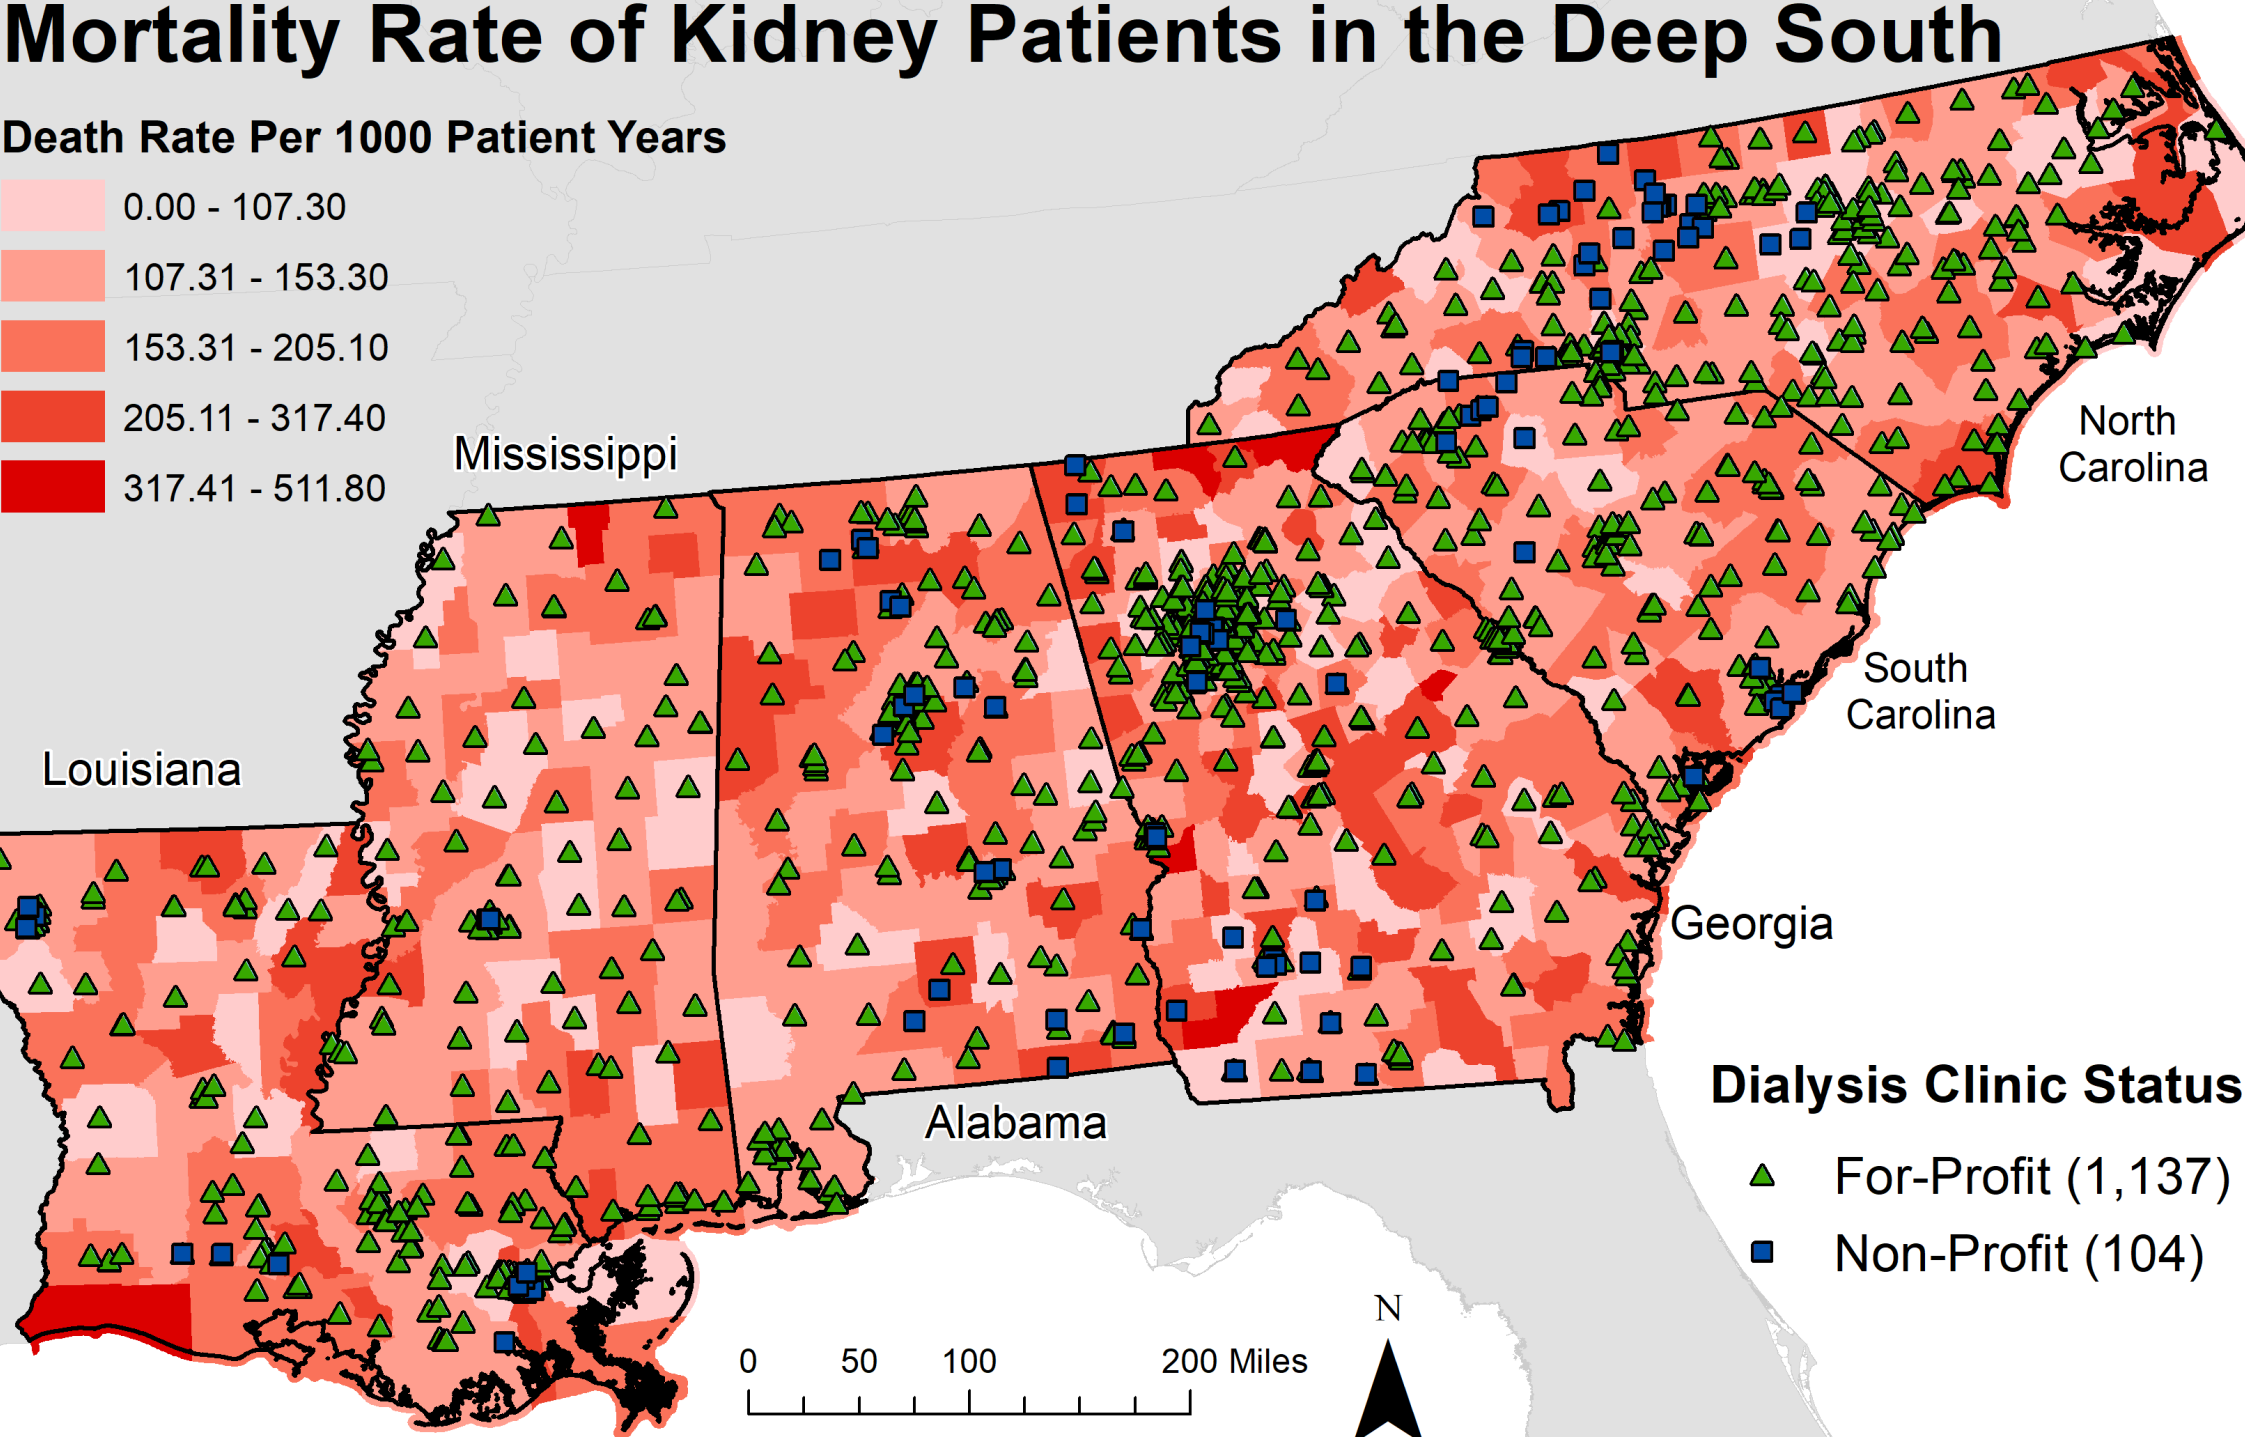 Mortality Rate of Kidney Patients in the Deep South
Death Rate Per 1000 Patient Years
0.00 - 107.30
107.31 - 153.30
153.31 - 205.10
205.11 - 317.40
317.41 - 511.80
Mississippi
North
Carolina
South
Carolina
Louisiana
Georgia
Alabama
Dialysis Clinic Status
For-Profit (1,137)
Non-Profit (104)
N
0 50 100 200 Miles